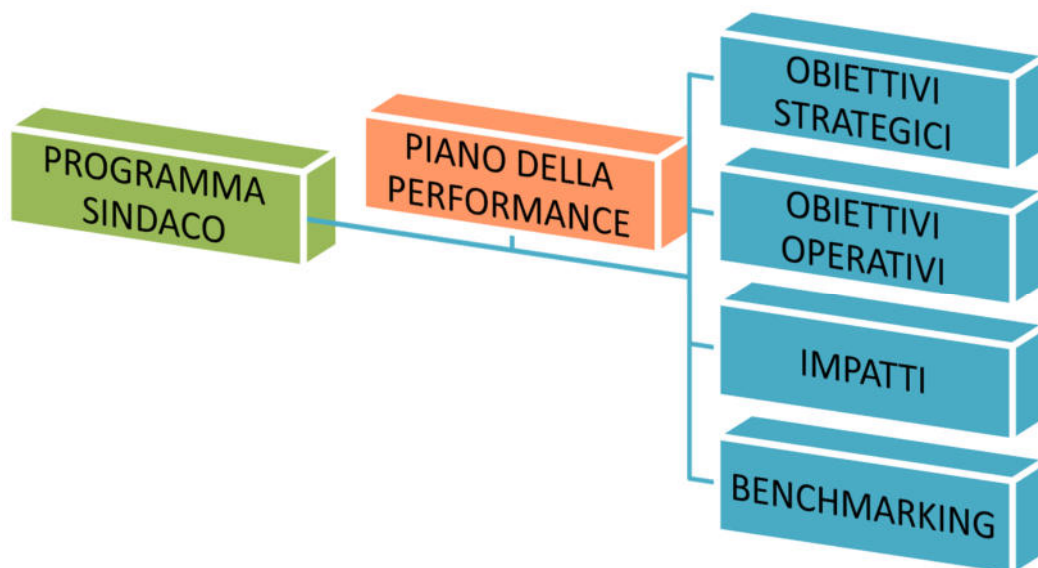 PROGRAMMA
SINDACO
PIANO DELLA
PERFORMANCE
OBIETTIVI
STRATEGICI
OBIETTIVI
OPERATIVI
IMPATTI
BENCHMARKING